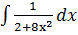 ∫ 1/(2+8x²) dx